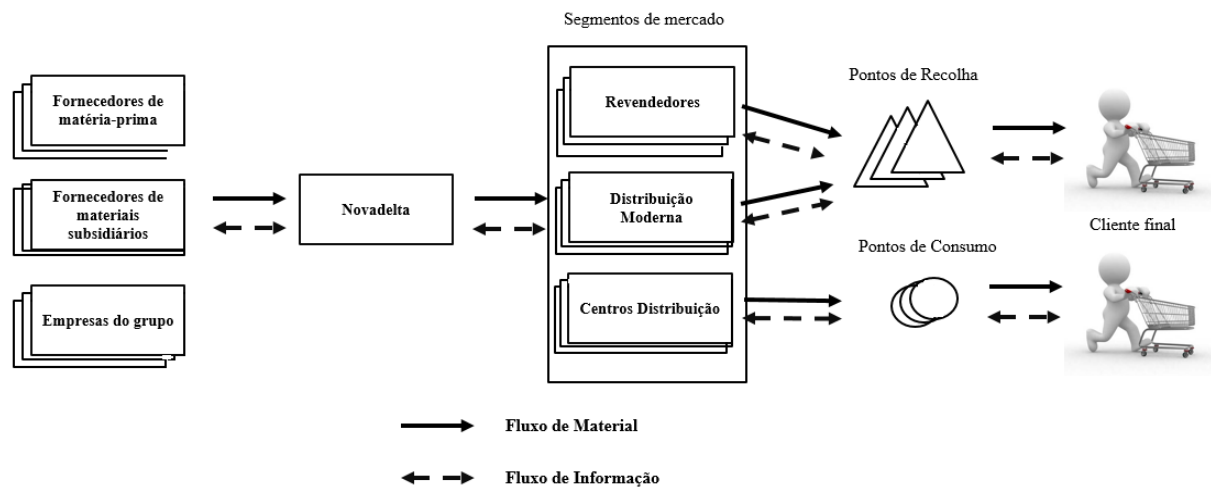 Segmentos de mercado
Fornecedores de
matéria-prima
Fornecedores de
materiais
subsidiários
Empresas do grupo
Novadelta
Revendedores
Distribuição
Moderna
Centros Distribuição
Pontos de Recolha
Pontos de Consumo
Cliente final
Fluxo de Material
Fluxo de Informação